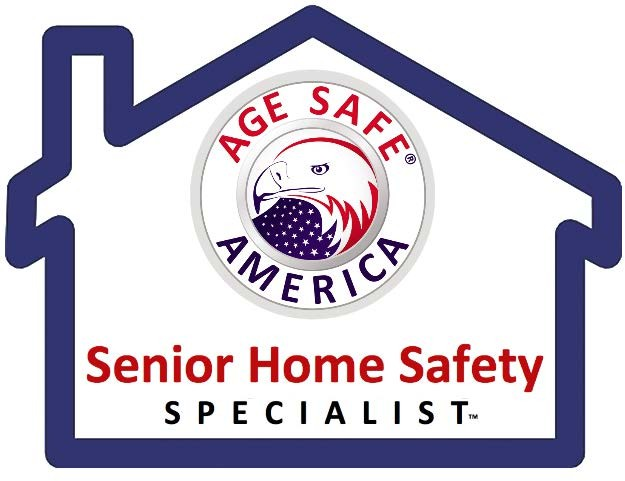 AGE SAFE®
AMERICA
Senior Home Safety
SPECIALIST™